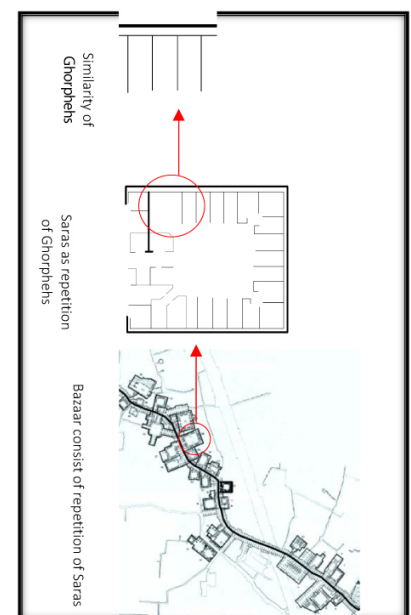 Similarity of
Ghorphehs
Saras as repetition
of Ghorphehs
Bazaar consist of repetition of Saras